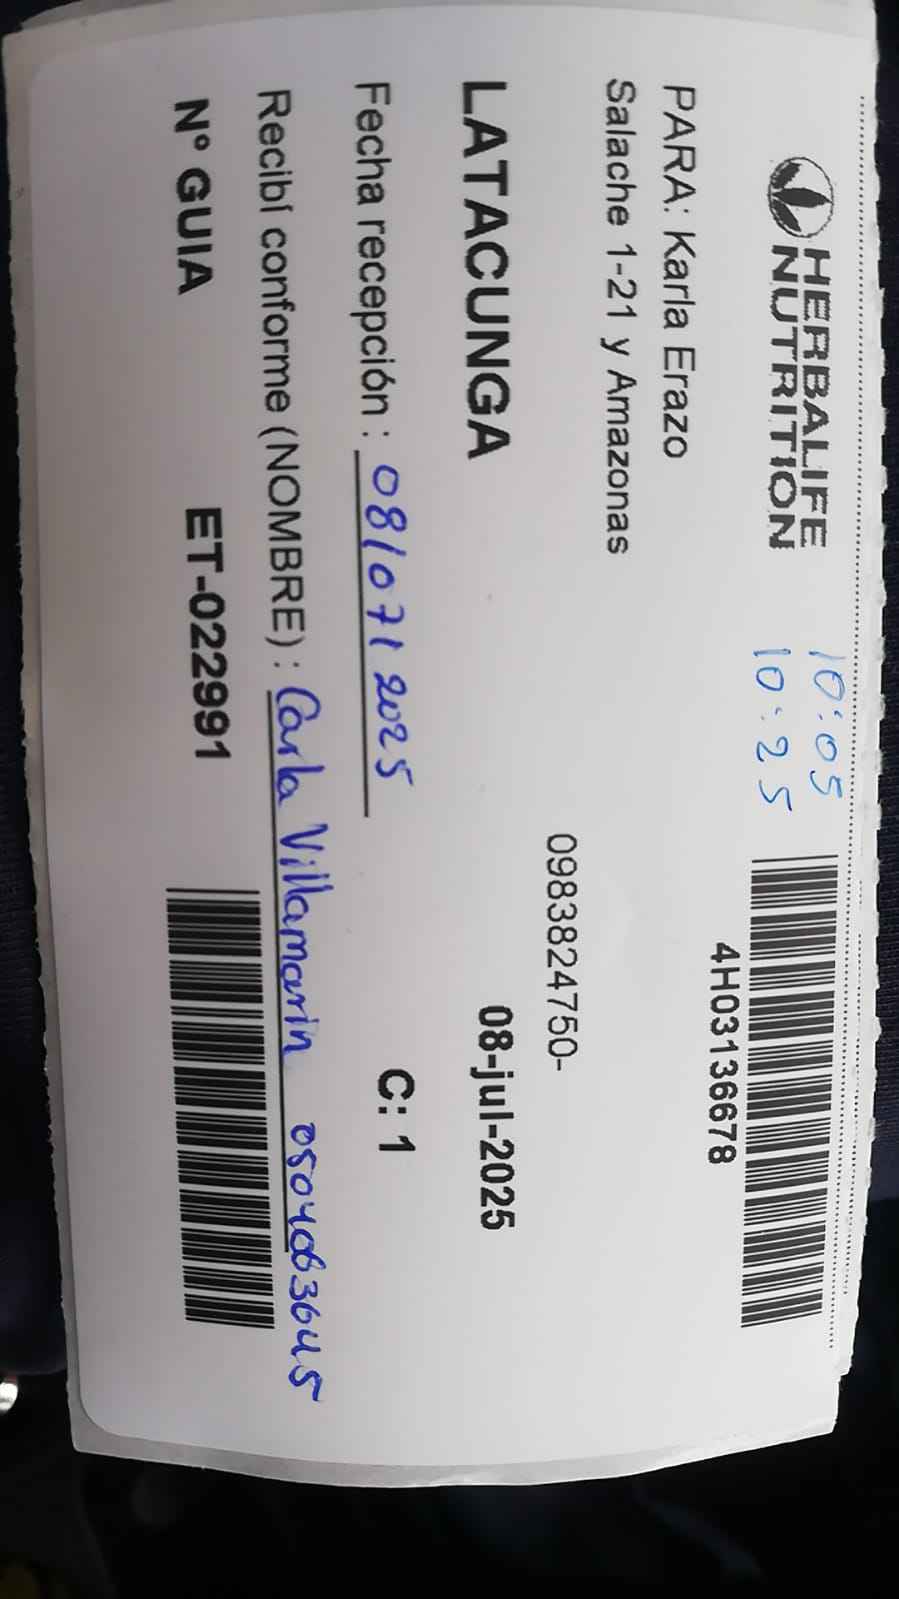 HERBALIFE
NUTRITION
10:05
10:25
4H03136678
PARA: Karla Erazo
Salache 1-21 y Amazonas
0983824750-
LATACUNGA
08-jul-2025
Fecha recepción : 08/07/2025
C: 1
Recibí conforme (NOMBRE) : Carla Villamarin 0504063645
N° GUIA
ET-022991